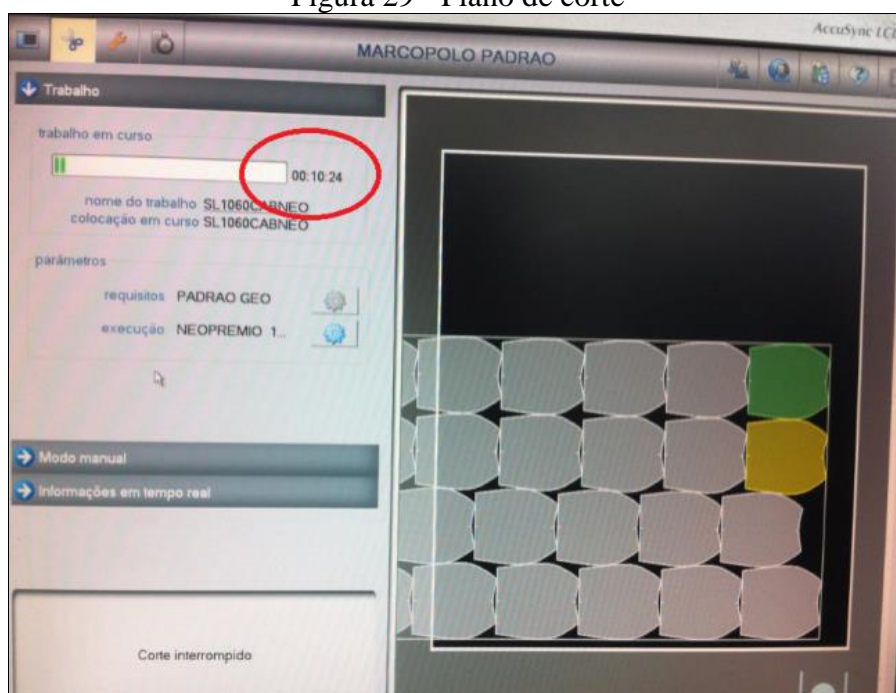 Figura 29 - Plano de corte
AccuSync LCD
MARCOPOLO PADRAO
Trabalho
trabalho em curso
00:10:24
nome do trabalho SL1060CABNEO
colocação em curso SL1060CABNEO
parâmetros
requisitos PADRAO GEO
execução NEOPREMIO 1...
Modo manual
Informações em tempo real
Corte interrompido